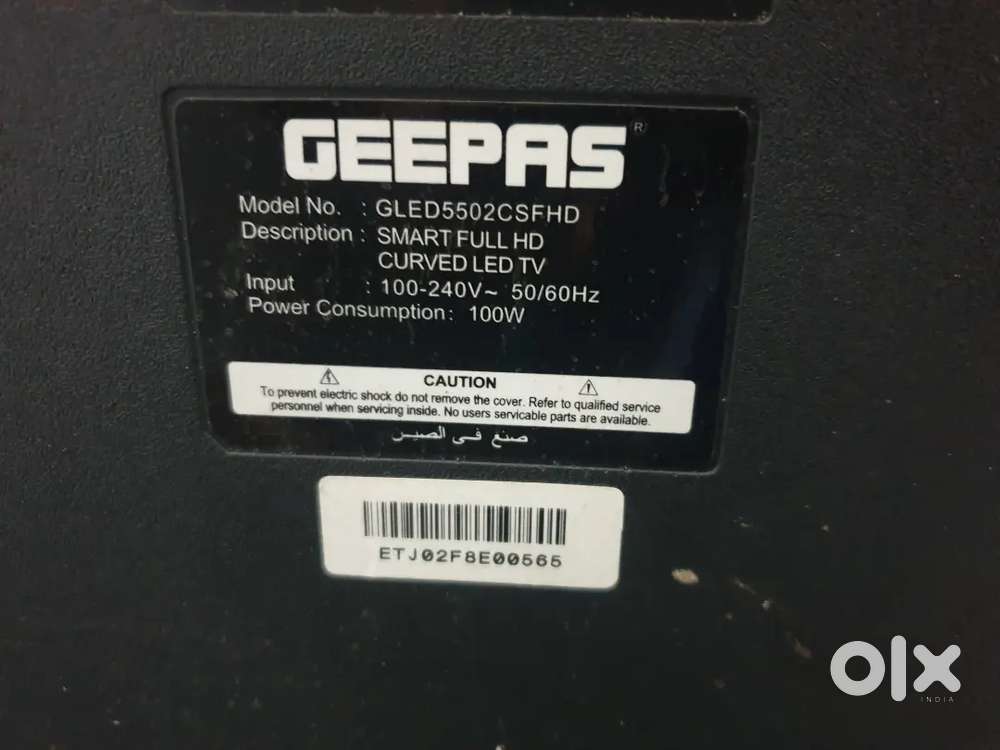 GEEPAS®
Model No. : GLED5502CSFHD
Description : SMART FULL HD
CURVED LED TV
Input : 100-240V~ 50/60Hz
Power Consumption: 100W
CAUTION
To prevent electric shock do not remove the cover. Refer to qualified service
personnel when servicing inside. No users servicable parts are available.
صنع في الصين
ETJ02F8E00565
olx
INDIA